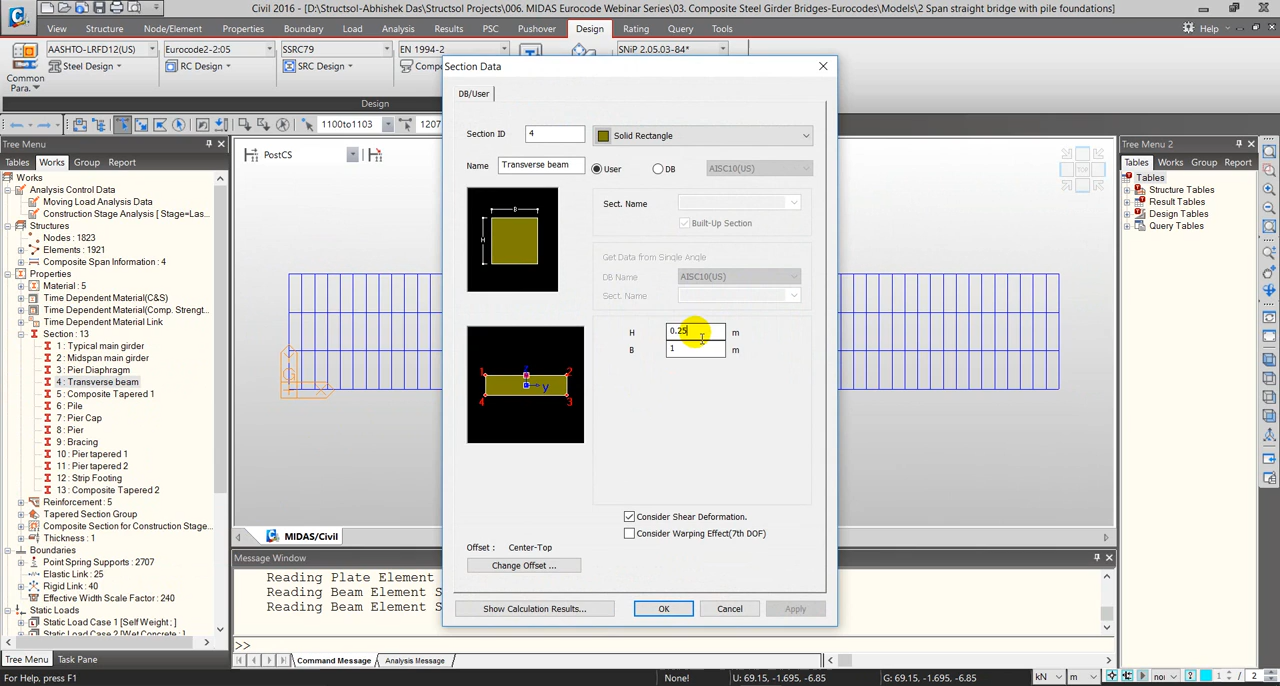 Civil 2016 - [D:\Structsol-Abhishek Das\Structsol Projects\006. MIDAS Eurocode Webinar Series\03. Composite Steel Girder Bridges-Eurocodes\Models\2 Span straight bridge with pile foundations]
View Structure Node/Element Properties Boundary Load Analysis Results PSC Pushover Design Rating Query Tools Help
AASHTO-LRFD12(US) Eurocode2-2:05 SSRC79 EN 1994-2 SNiP 2.05.03-84*
Steel Design RC Design SRC Design
Common
Para.
Design
1100to1103
Tree Menu
Tables Works Group Report
Works
Analysis Control Data
Moving Load Analysis Data
Construction Stage Analysis [ Stage=Las...
Structures
Nodes : 1823
Elements : 1921
Composite Span Information : 4
Properties
Material : 5
Time Dependent Material(C&S)
Time Dependent Material(Comp. Strengt...
Time Dependent Material Link
Section : 13
1 : Typical main girder
2 : Midspan main girder
3 : Pier Diaphragm
4 : Transverse beam
5 : Composite Tapered 1
6 : Pile
7 : Pier Cap
8 : Pier
9 : Bracing
10 : Pier tapered 1
11 : Pier tapered 2
12 : Strip Footing
13 : Composite Tapered 2
Reinforcement : 5
Tapered Section Group
Composite Section for Construction Stage...
Thickness : 1
Boundaries
Point Spring Supports : 2707
Elastic Link : 25
Rigid Link : 40
Effective Width Scale Factor : 240
Static Loads
Static Load Case 1 [Self Weight ; ]
Static Load Case 2 [Wet Concrete ; ]
Tree Menu Task Pane
PostCS
Section Data
DB/User
Section ID 4 Solid Rectangle
Name Transverse beam User DB AISC10(US)
B
H
Sect. Name
Built-Up Section
Get Data from Single Angle
DB Name AISC10(US)
Sect. Name
H 0.25 m
B 1 m
1 2
z
y
4 3
Consider Shear Deformation.
Consider Warping Effect(7th DOF)
Offset : Center-Top
Change Offset ...
Show Calculation Results... OK Cancel Apply
TOP
Tree Menu 2
Tables Works Group Report
Tables
Structure Tables
Result Tables
Design Tables
Query Tables
MIDAS/Civil
Message Window
Reading Plate Element
Reading Beam Element S
Reading Beam Element S
>>
Command Message Analysis Message
For Help, press F1 None! U: 69.15, -1.695, -6.85 G: 69.15, -1.695, -6.85 kN m 1 / 2